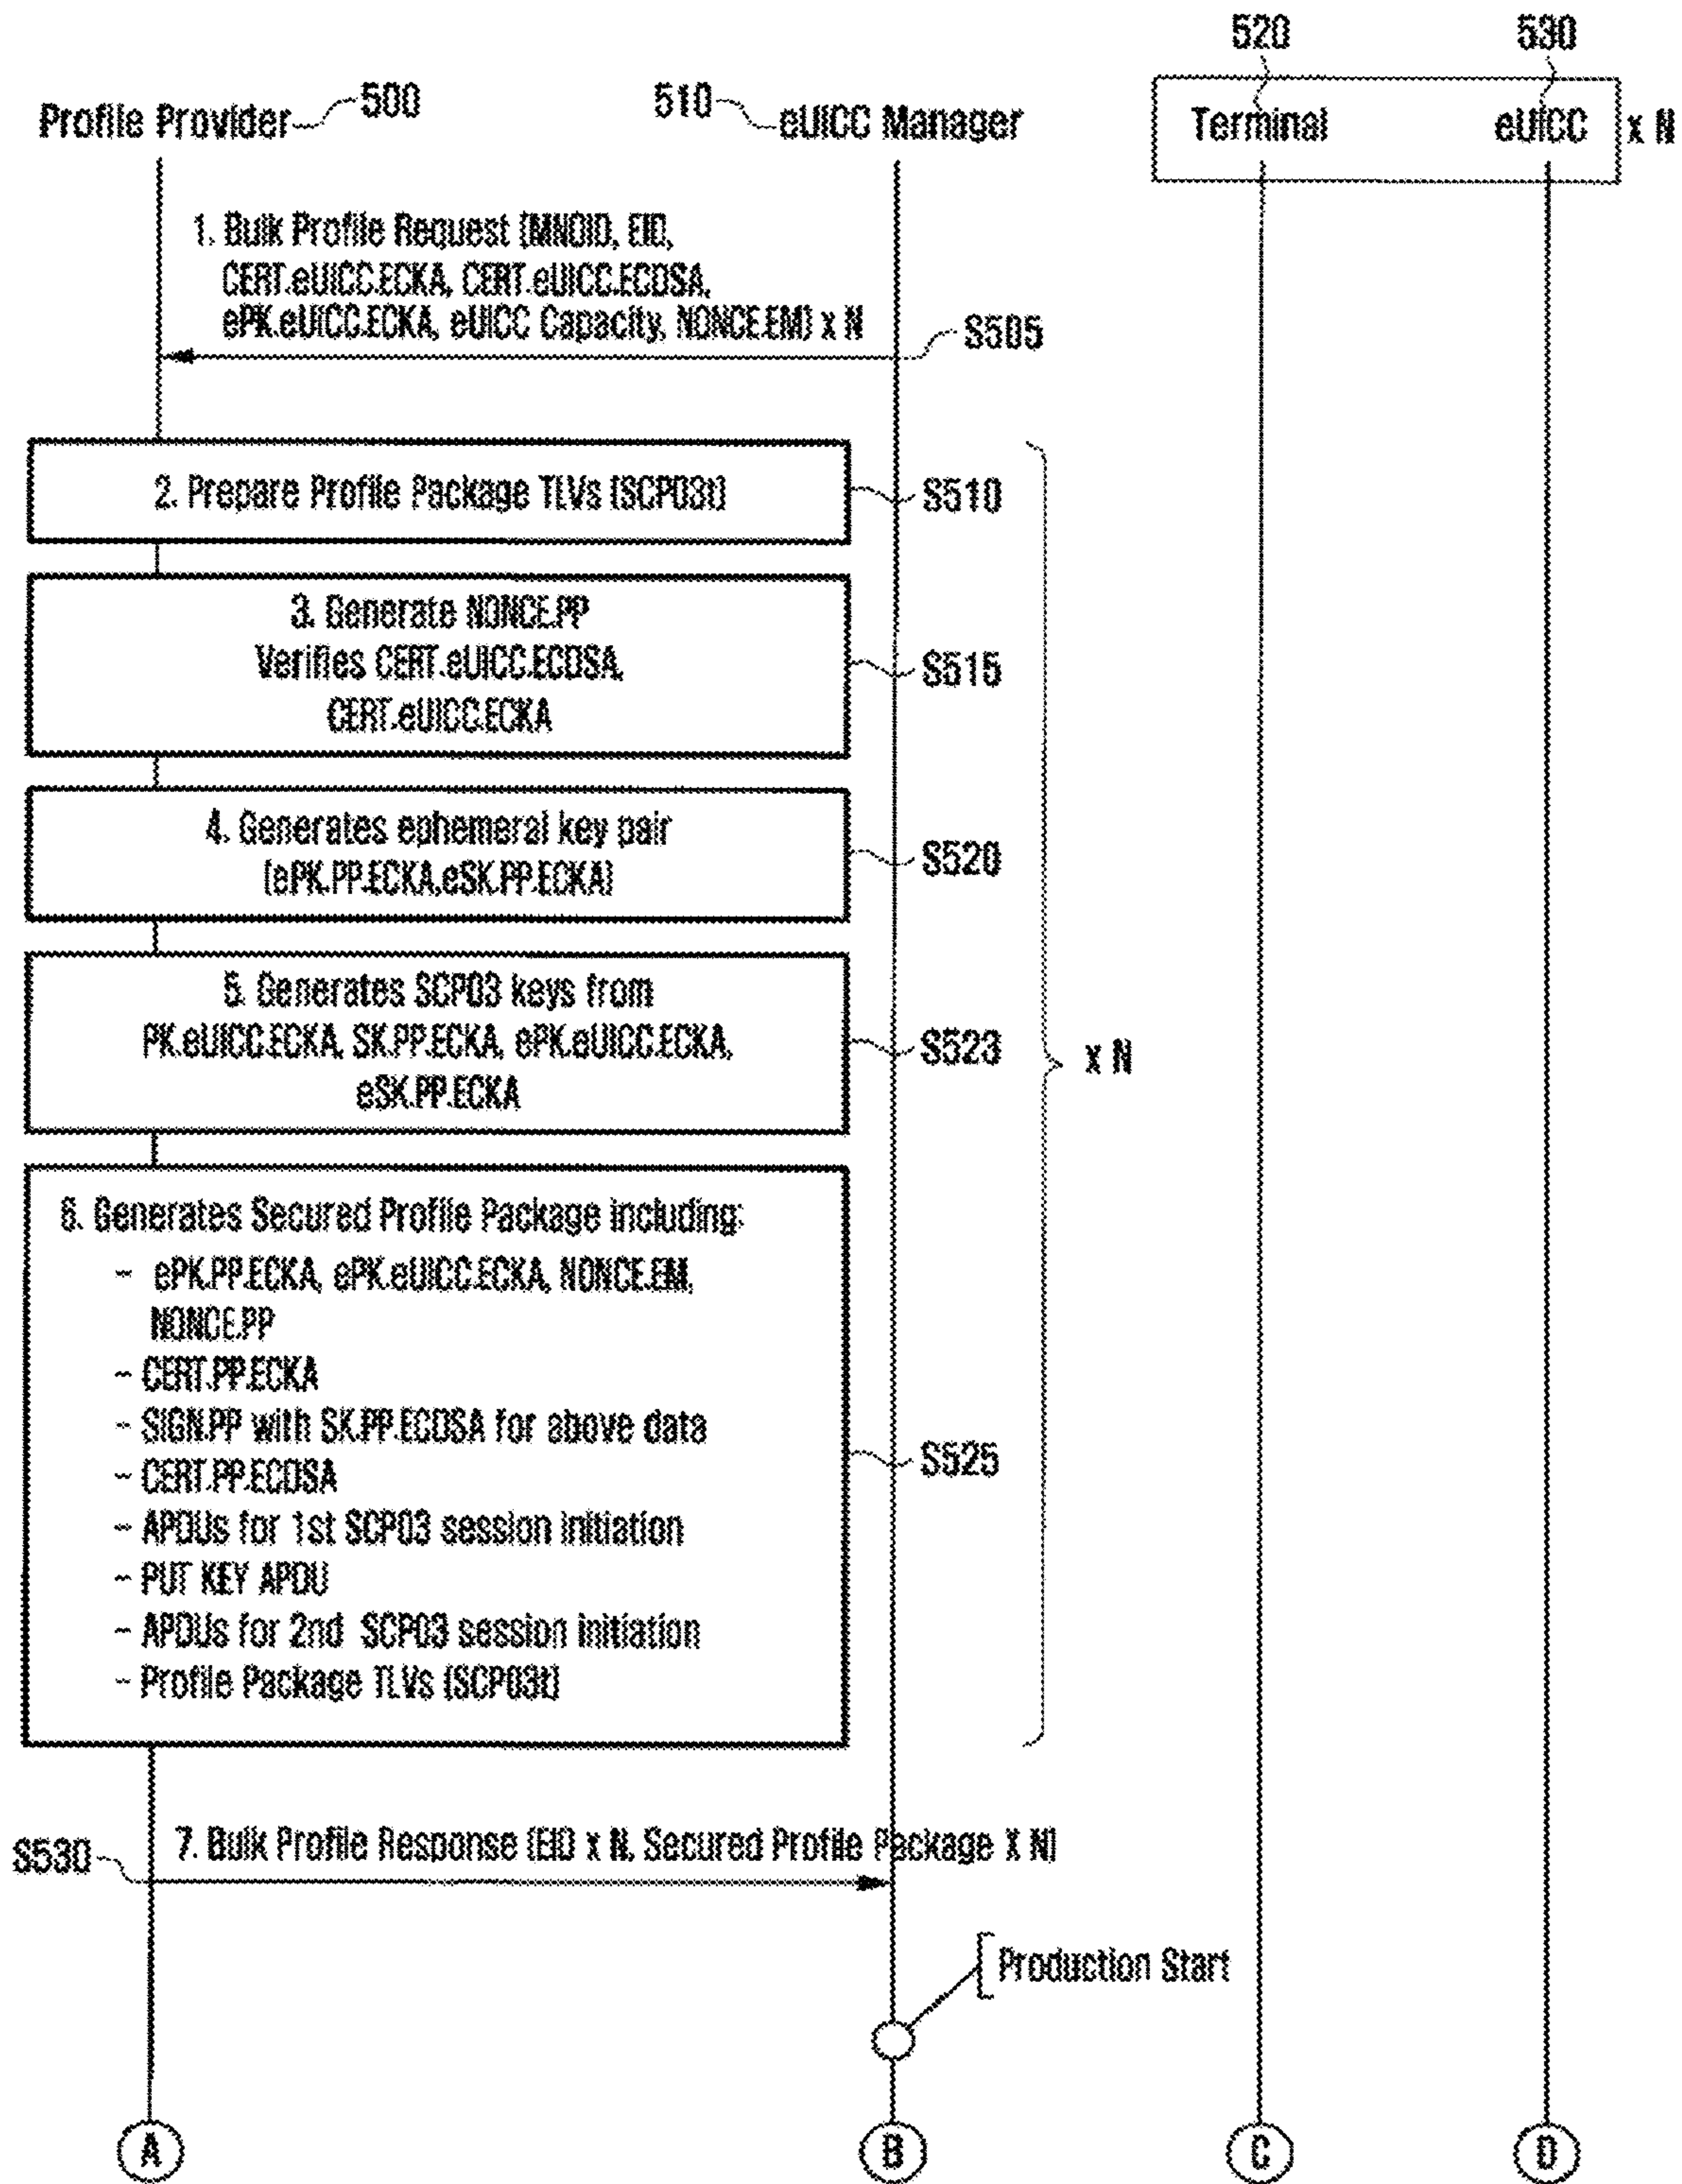 520
530
Profile Provider
500
510
eUICC Manager
Terminal
eUICC
x N
1. Bulk Profile Request (MNOID, EID,
CERT.eUICC.ECKA, CERT.eUICC.ECDSA,
ePK.eUICC.ECKA, eUICC Capacity, NONCE.EM) x N
S505
2. Prepare Profile Package TLVs (SCP03t)
S510
3. Generate NONCE.PP
Verifies CERT.eUICC.ECDSA,
CERT.eUICC.ECKA
S515
4. Generates ephemeral key pair
(ePK.PP.ECKA,eSK.PP.ECKA)
S520
5. Generates SCP03 keys from
PK.eUICC.ECKA, SK.PP.ECKA, ePK.eUICC.ECKA,
eSK.PP.ECKA
S523
x N
6. Generates Secured Profile Package including:
- ePK.PP.ECKA, ePK.eUICC.ECKA, NONCE.EM,
NONCE.PP
- CERT.PP.ECKA
- SIGN.PP with SK.PP.ECDSA for above data
- CERT.PP.ECDSA
- APDUs for 1st SCP03 session initiation
- PUT KEY APDU
- APDUs for 2nd SCP03 session initiation
- Profile Package TLVs (SCP03t)
S525
7. Bulk Profile Response (EID x N, Secured Profile Package X N)
S530
Production Start
A
B
C
D